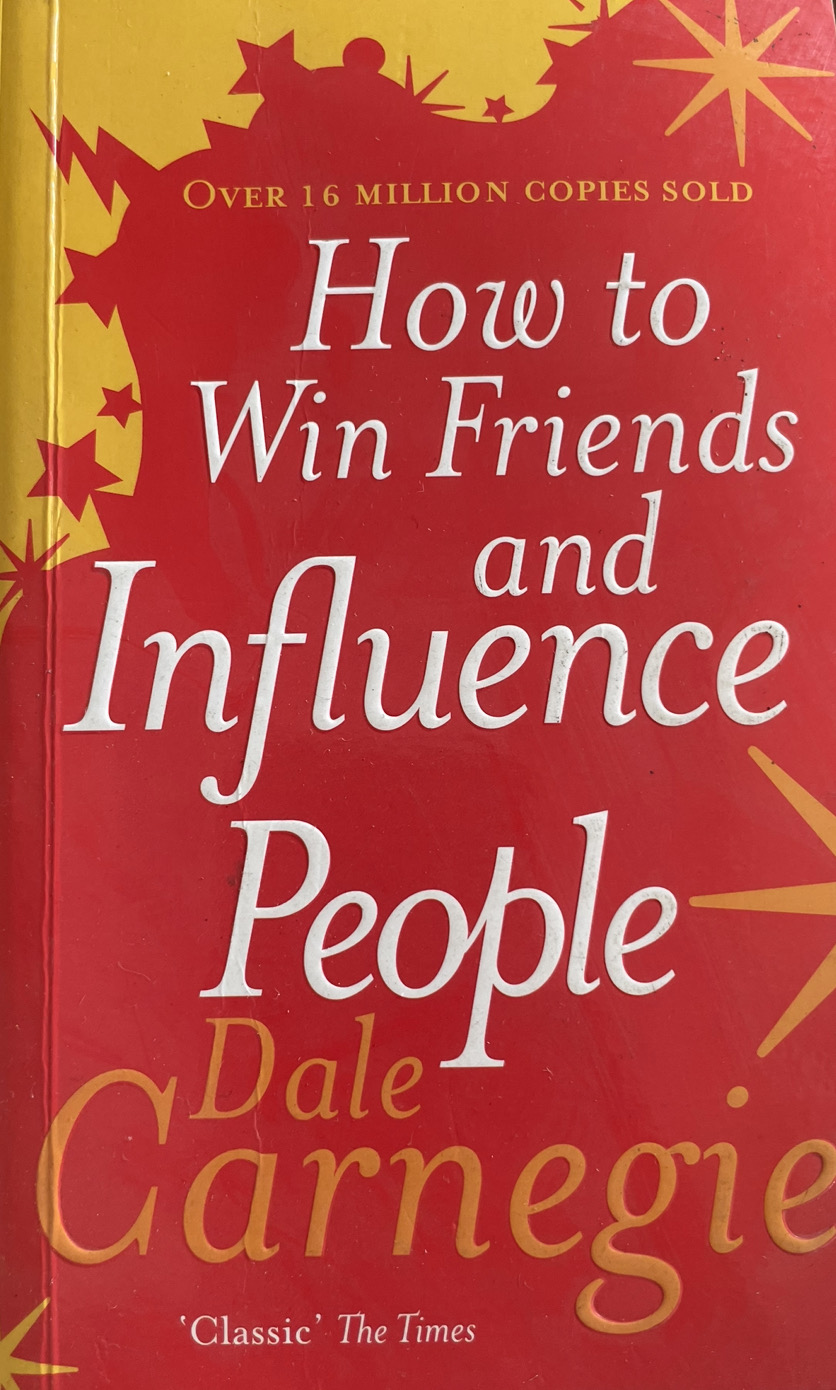 OVER 16 MILLION COPIES SOLD
How to
Win Friends
and
Influence
People
Dale
Carnegie
‘Classic’ The Times